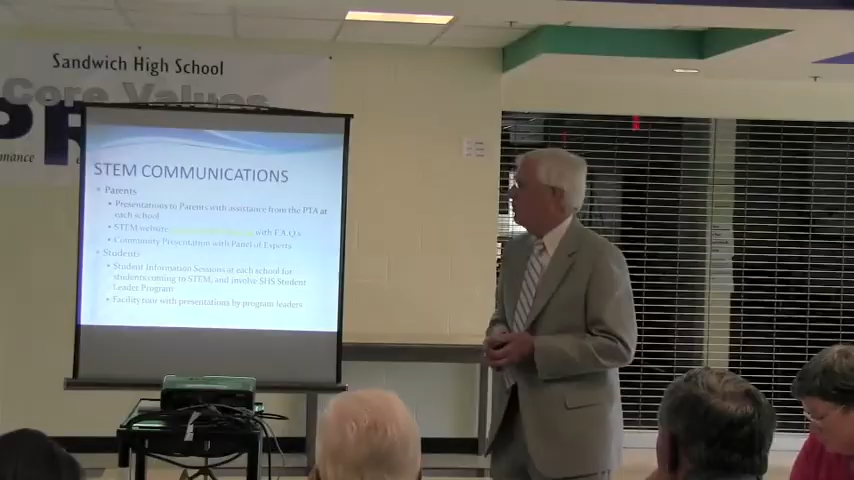 Sandwich High School
Core Values
STEM COMMUNICATIONS
Parents
Presentations to Parents with assistance from the PTA at
each school
STEM website with F.A.Q.s
Community Presentation with Panel of Experts
Students
Student Information Sessions at each school for
students coming to STEM, and involve SHS Student
Leader Program
Facility tour with presentations by program leaders